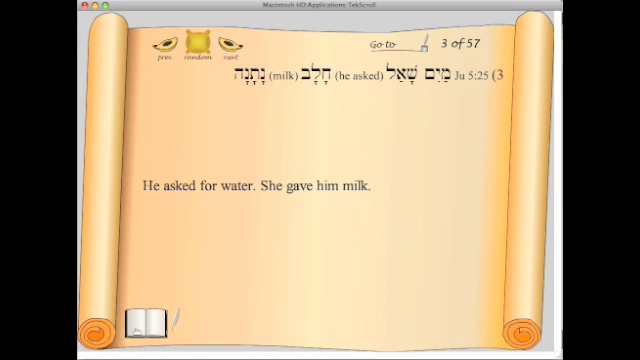 Macintosh HD:Applications:TekScroll
prev random next
Go to
3 of 57
3) Ju 5:25 מַיִם שָׁאַל (he asked) חָלָב (milk) נָתָנָה
He asked for water. She gave him milk.